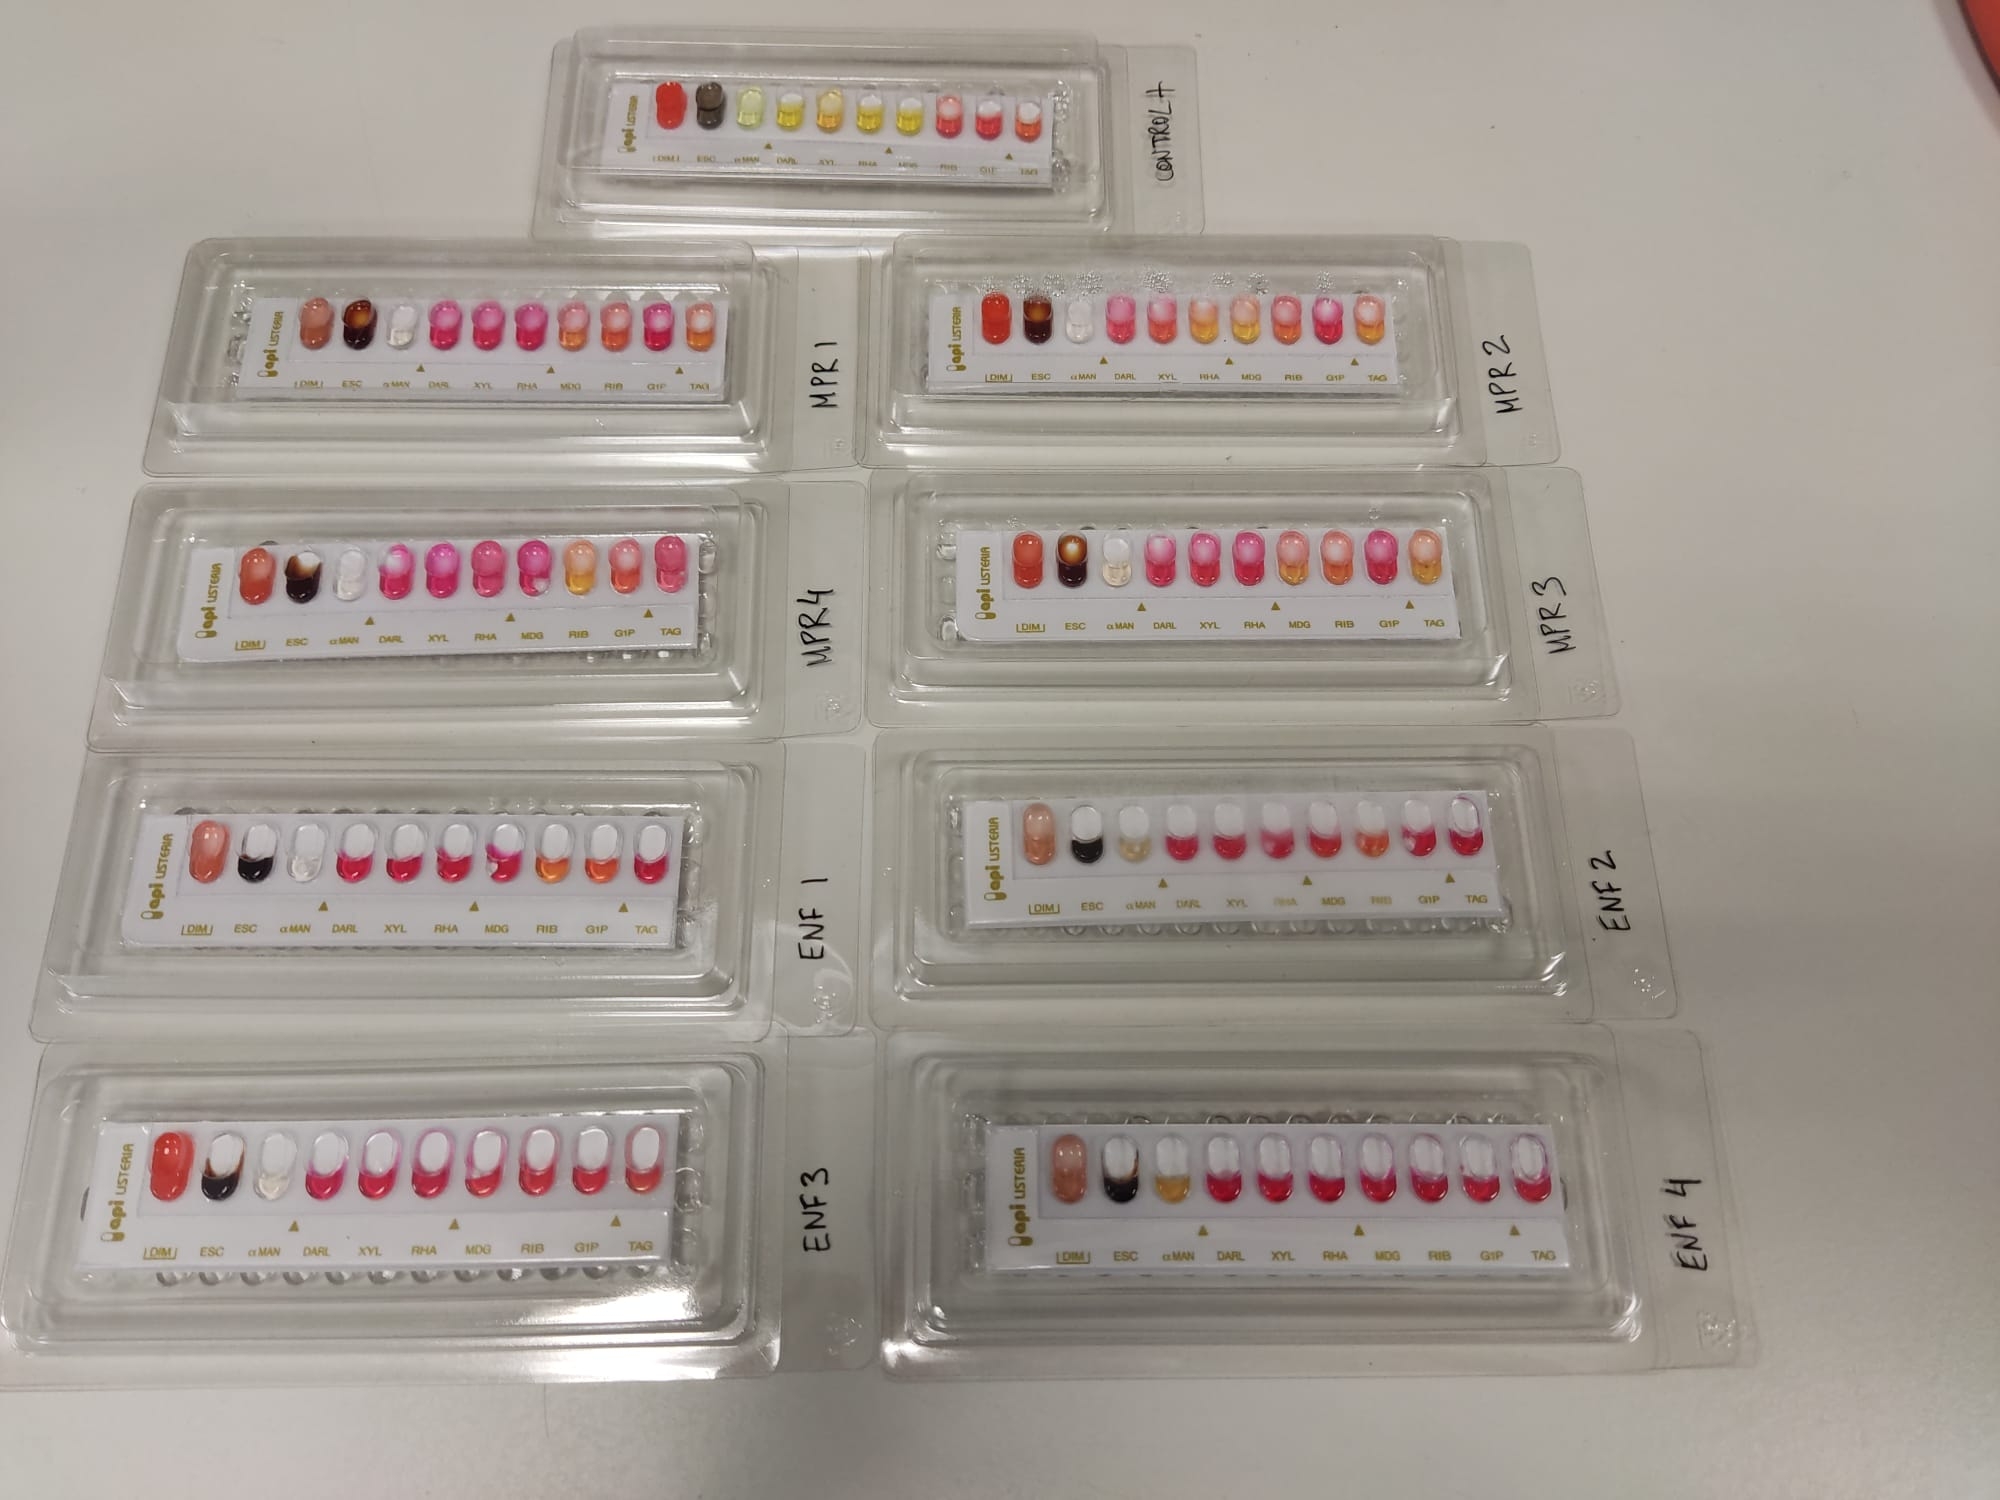 api LISTERIA
DIM ESC αMAN DARL XYL RHA MDG RIB G1P TAG
CONTROL H
api LISTERIA
DIM ESC αMAN DARL XYL RHA MDG RIB G1P TAG
MPR1
api LISTERIA
DIM ESC αMAN DARL XYL RHA MDG RIB G1P TAG
MPR2
api LISTERIA
DIM ESC αMAN DARL XYL RHA MDG RIB G1P TAG
MPR4
api LISTERIA
DIM ESC αMAN DARL XYL RHA MDG RIB G1P TAG
MPR3
api LISTERIA
DIM ESC αMAN DARL XYL RHA MDG RIB G1P TAG
ENF 1
api LISTERIA
DIM ESC αMAN DARL XYL RHA MDG RIB G1P TAG
ENF 2
api LISTERIA
DIM ESC αMAN DARL XYL RHA MDG RIB G1P TAG
ENF3
api LISTERIA
DIM ESC αMAN DARL XYL RHA MDG RIB G1P TAG
ENF 4